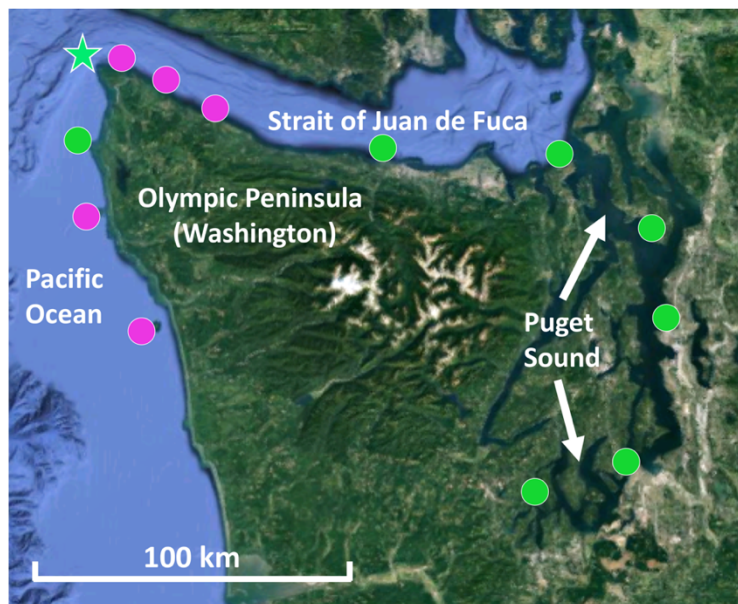 Strait of Juan de Fuca
Olympic Peninsula
(Washington)
Pacific
Ocean
Puget
Sound
100 km